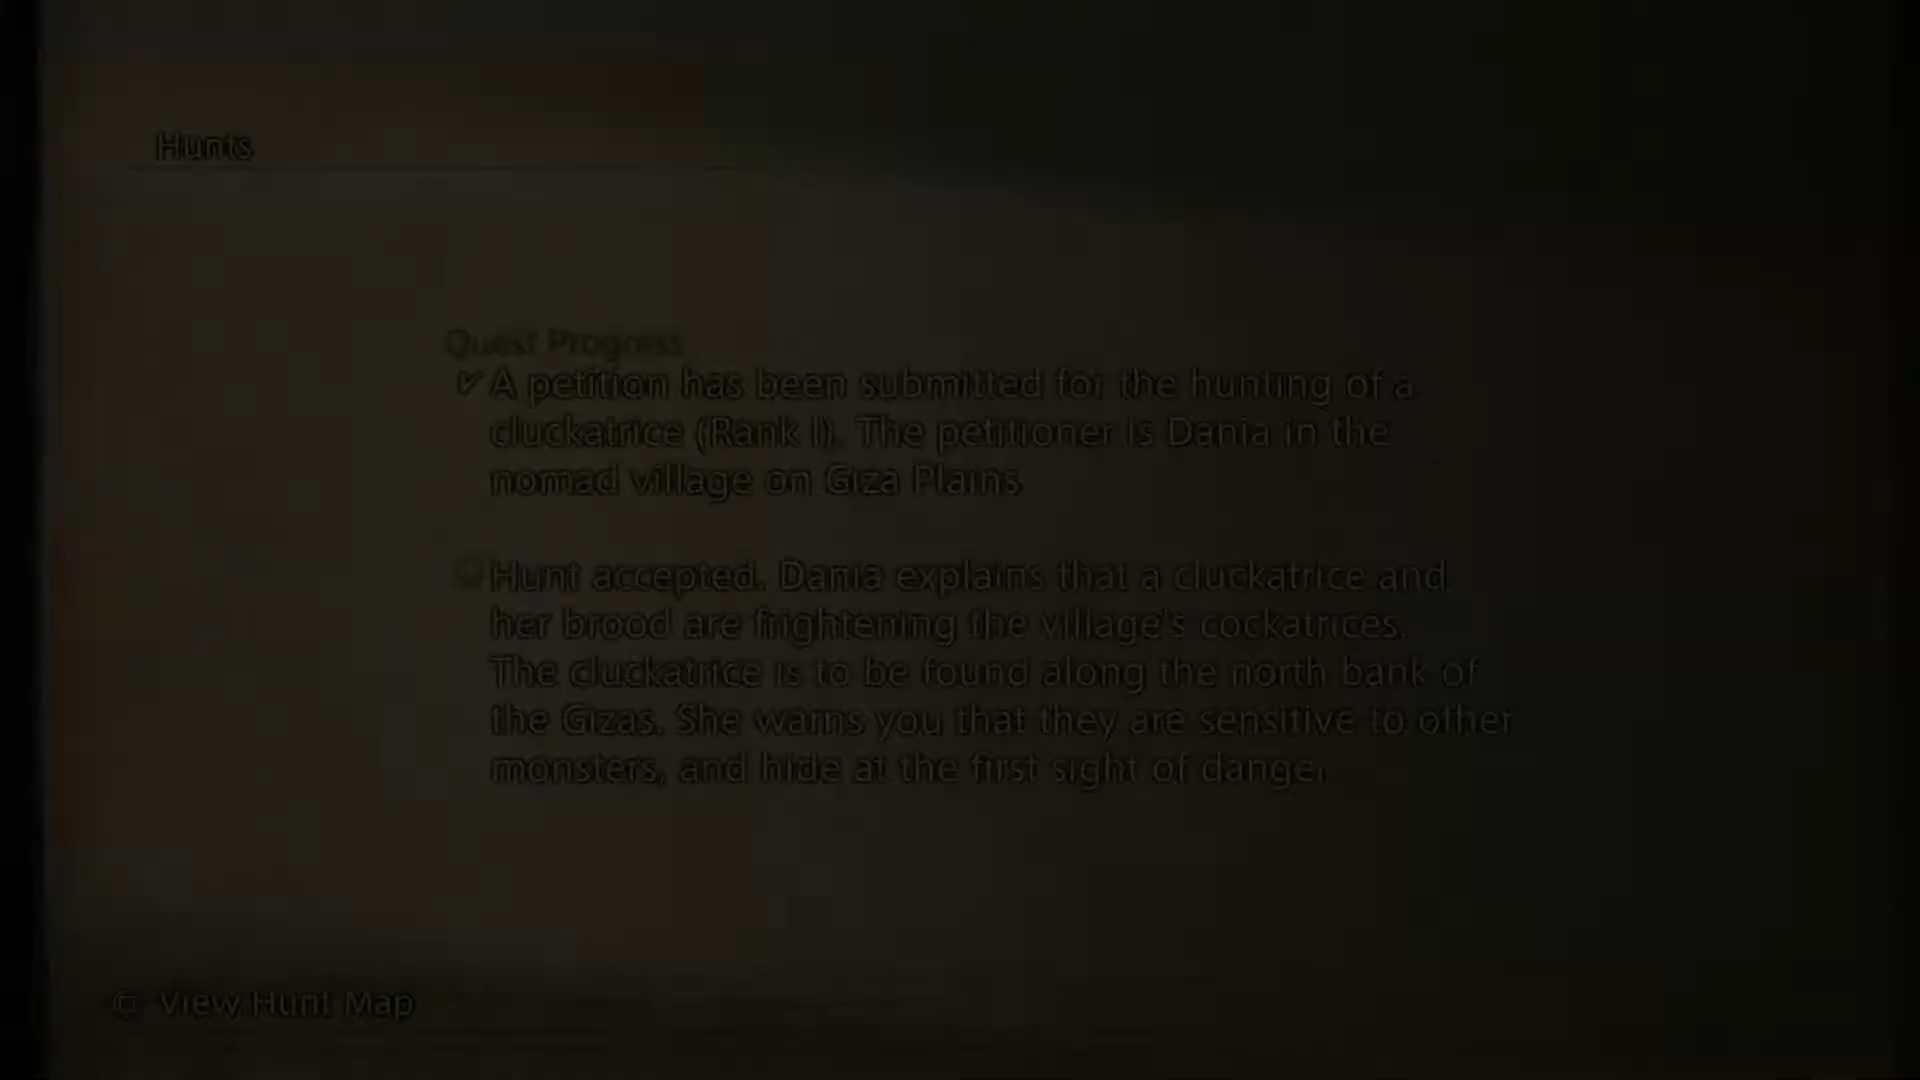 Hunts
Quest Progress
✔ A petition has been submitted for the hunting of a
cluckatrice (Rank I). The petitioner is Dania in the
nomad village on Giza Plains
Hunt accepted. Dania explains that a cluckatrice and
her brood are frightening the village's cockatrices.
The cluckatrice is to be found along the north bank of
the Gizas. She warns you that they are sensitive to other
monsters, and hide at the first sight of danger.
View Hunt Map